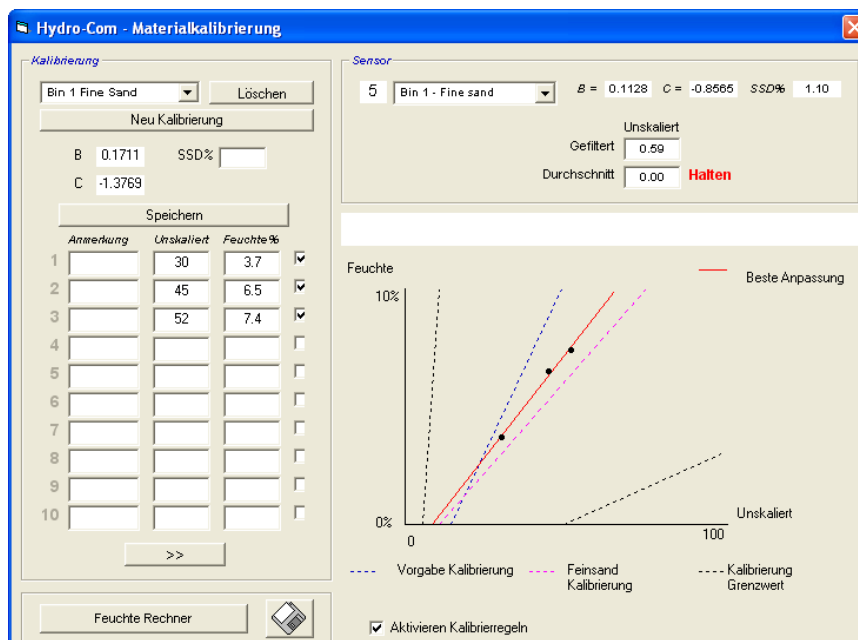 Hydro-Com - Materialkalibrierung
Kalibrierung
Bin 1 Fine Sand
Löschen
Neu Kalibrierung
B 0.1711 SSD%
C -1.3769
Speichern
Anmerkung Unskaliert Feuchte%
1 30 3.7
2 45 6.5
3 52 7.4
4
5
6
7
8
9
10
>>
Feuchte Rechner
Sensor
5 Bin 1 - Fine sand B = 0.1128 C = -0.8565 SSD% 1.10
Unskaliert
Gefiltert 0.59
Durchschnitt 0.00 Halten
Feuchte
Beste Anpassung
10%
0%
0
100
Unskaliert
Vorgabe Kalibrierung
Feinsand
Kalibrierung
Kalibrierung
Grenzwert
Aktivieren Kalibrierregeln